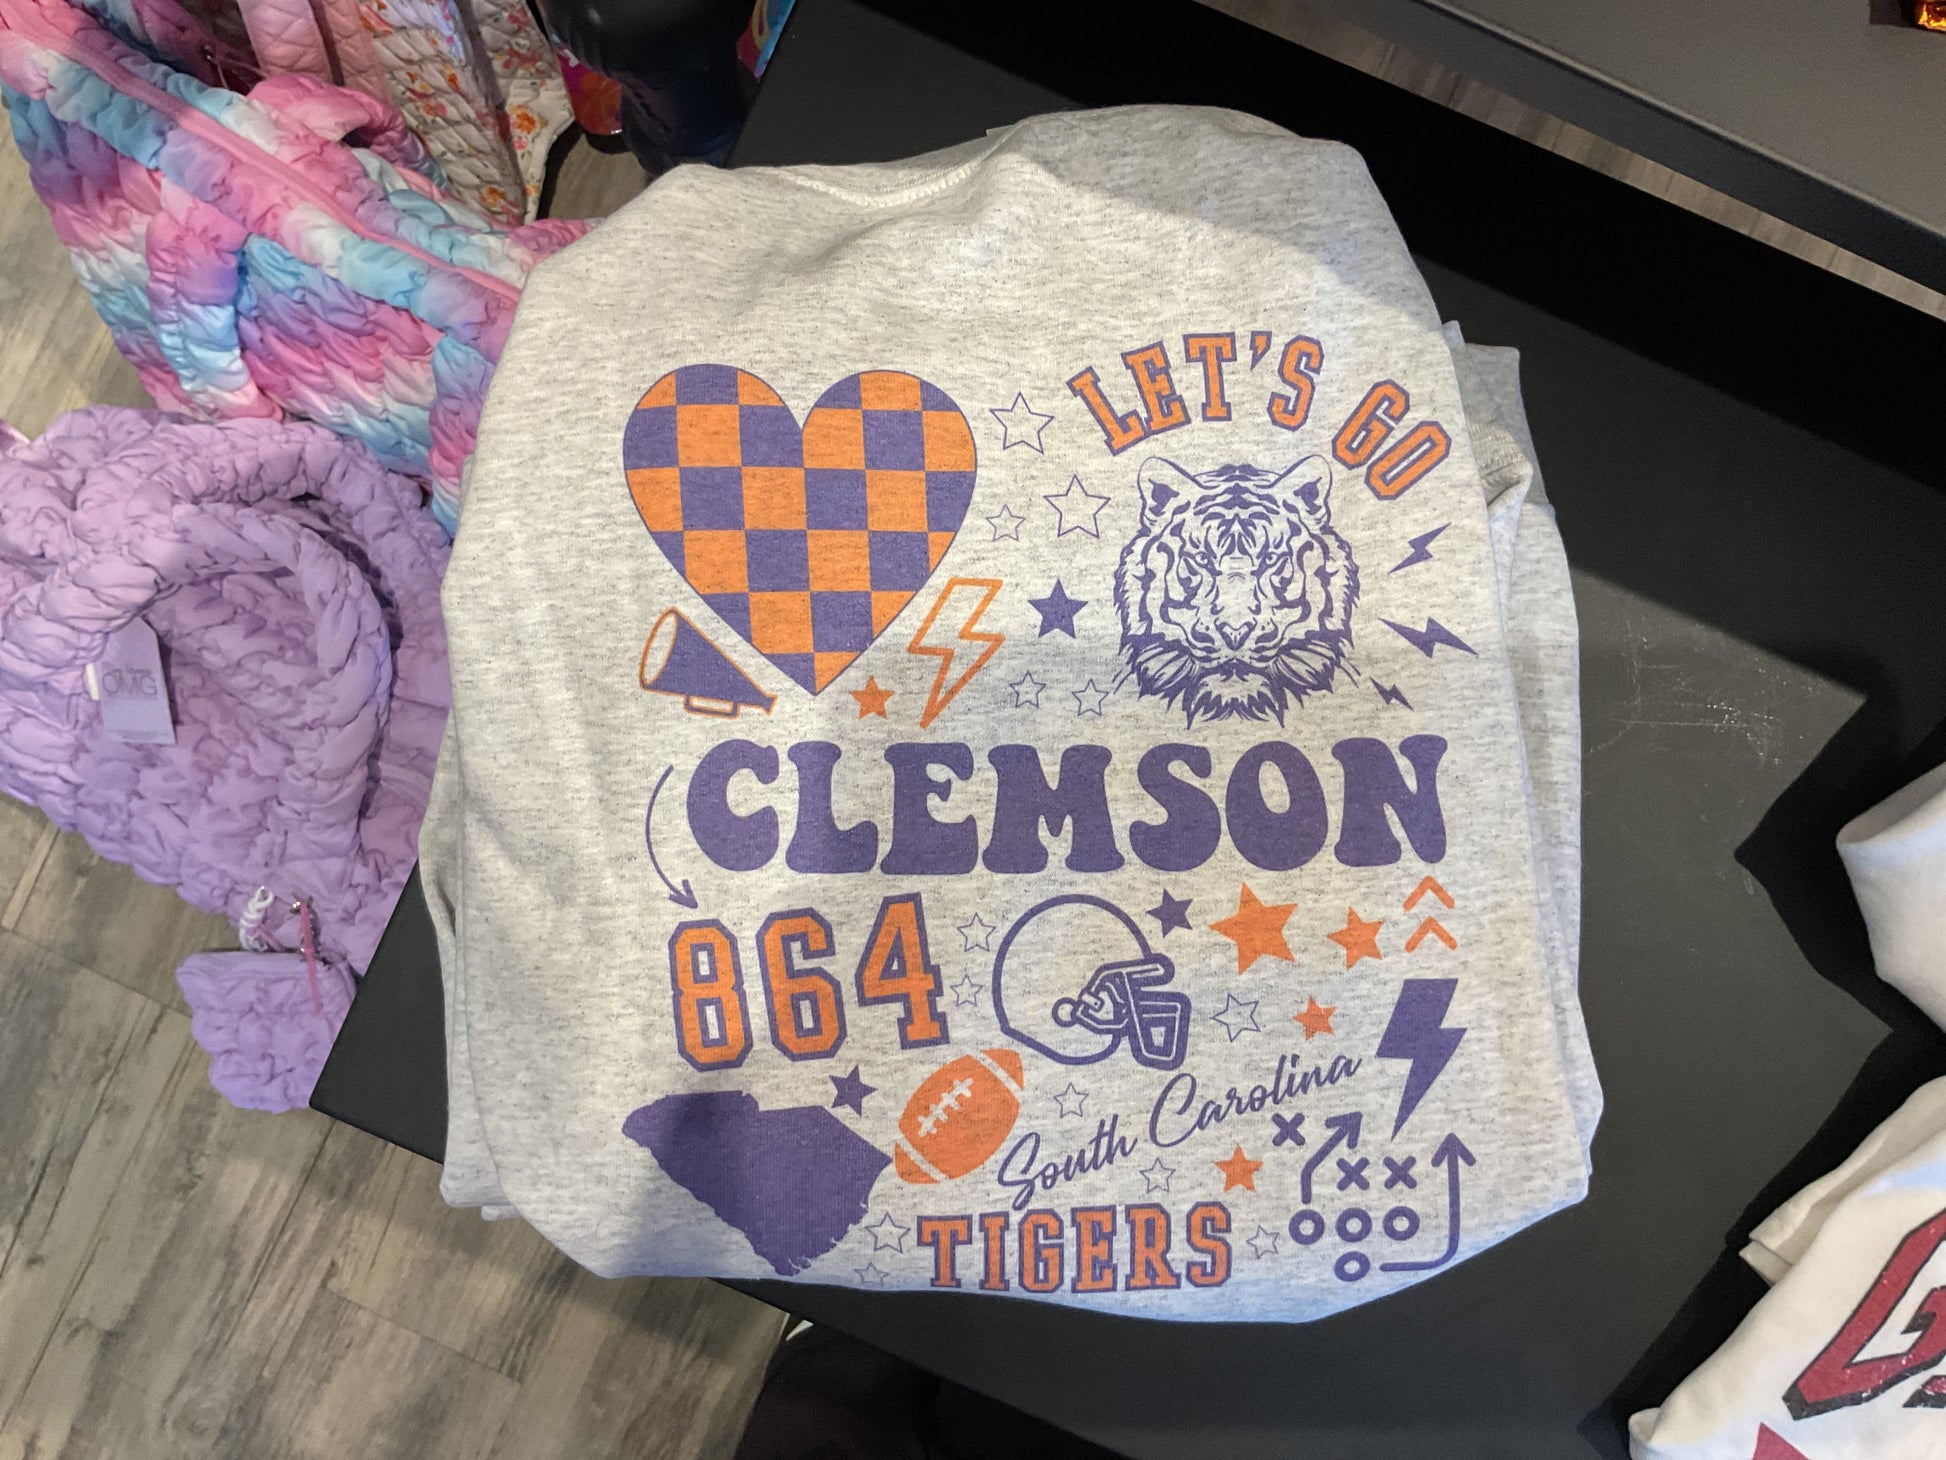 LET'S GO
CLEMSON
864
South Carolina
TIGERS
OMG